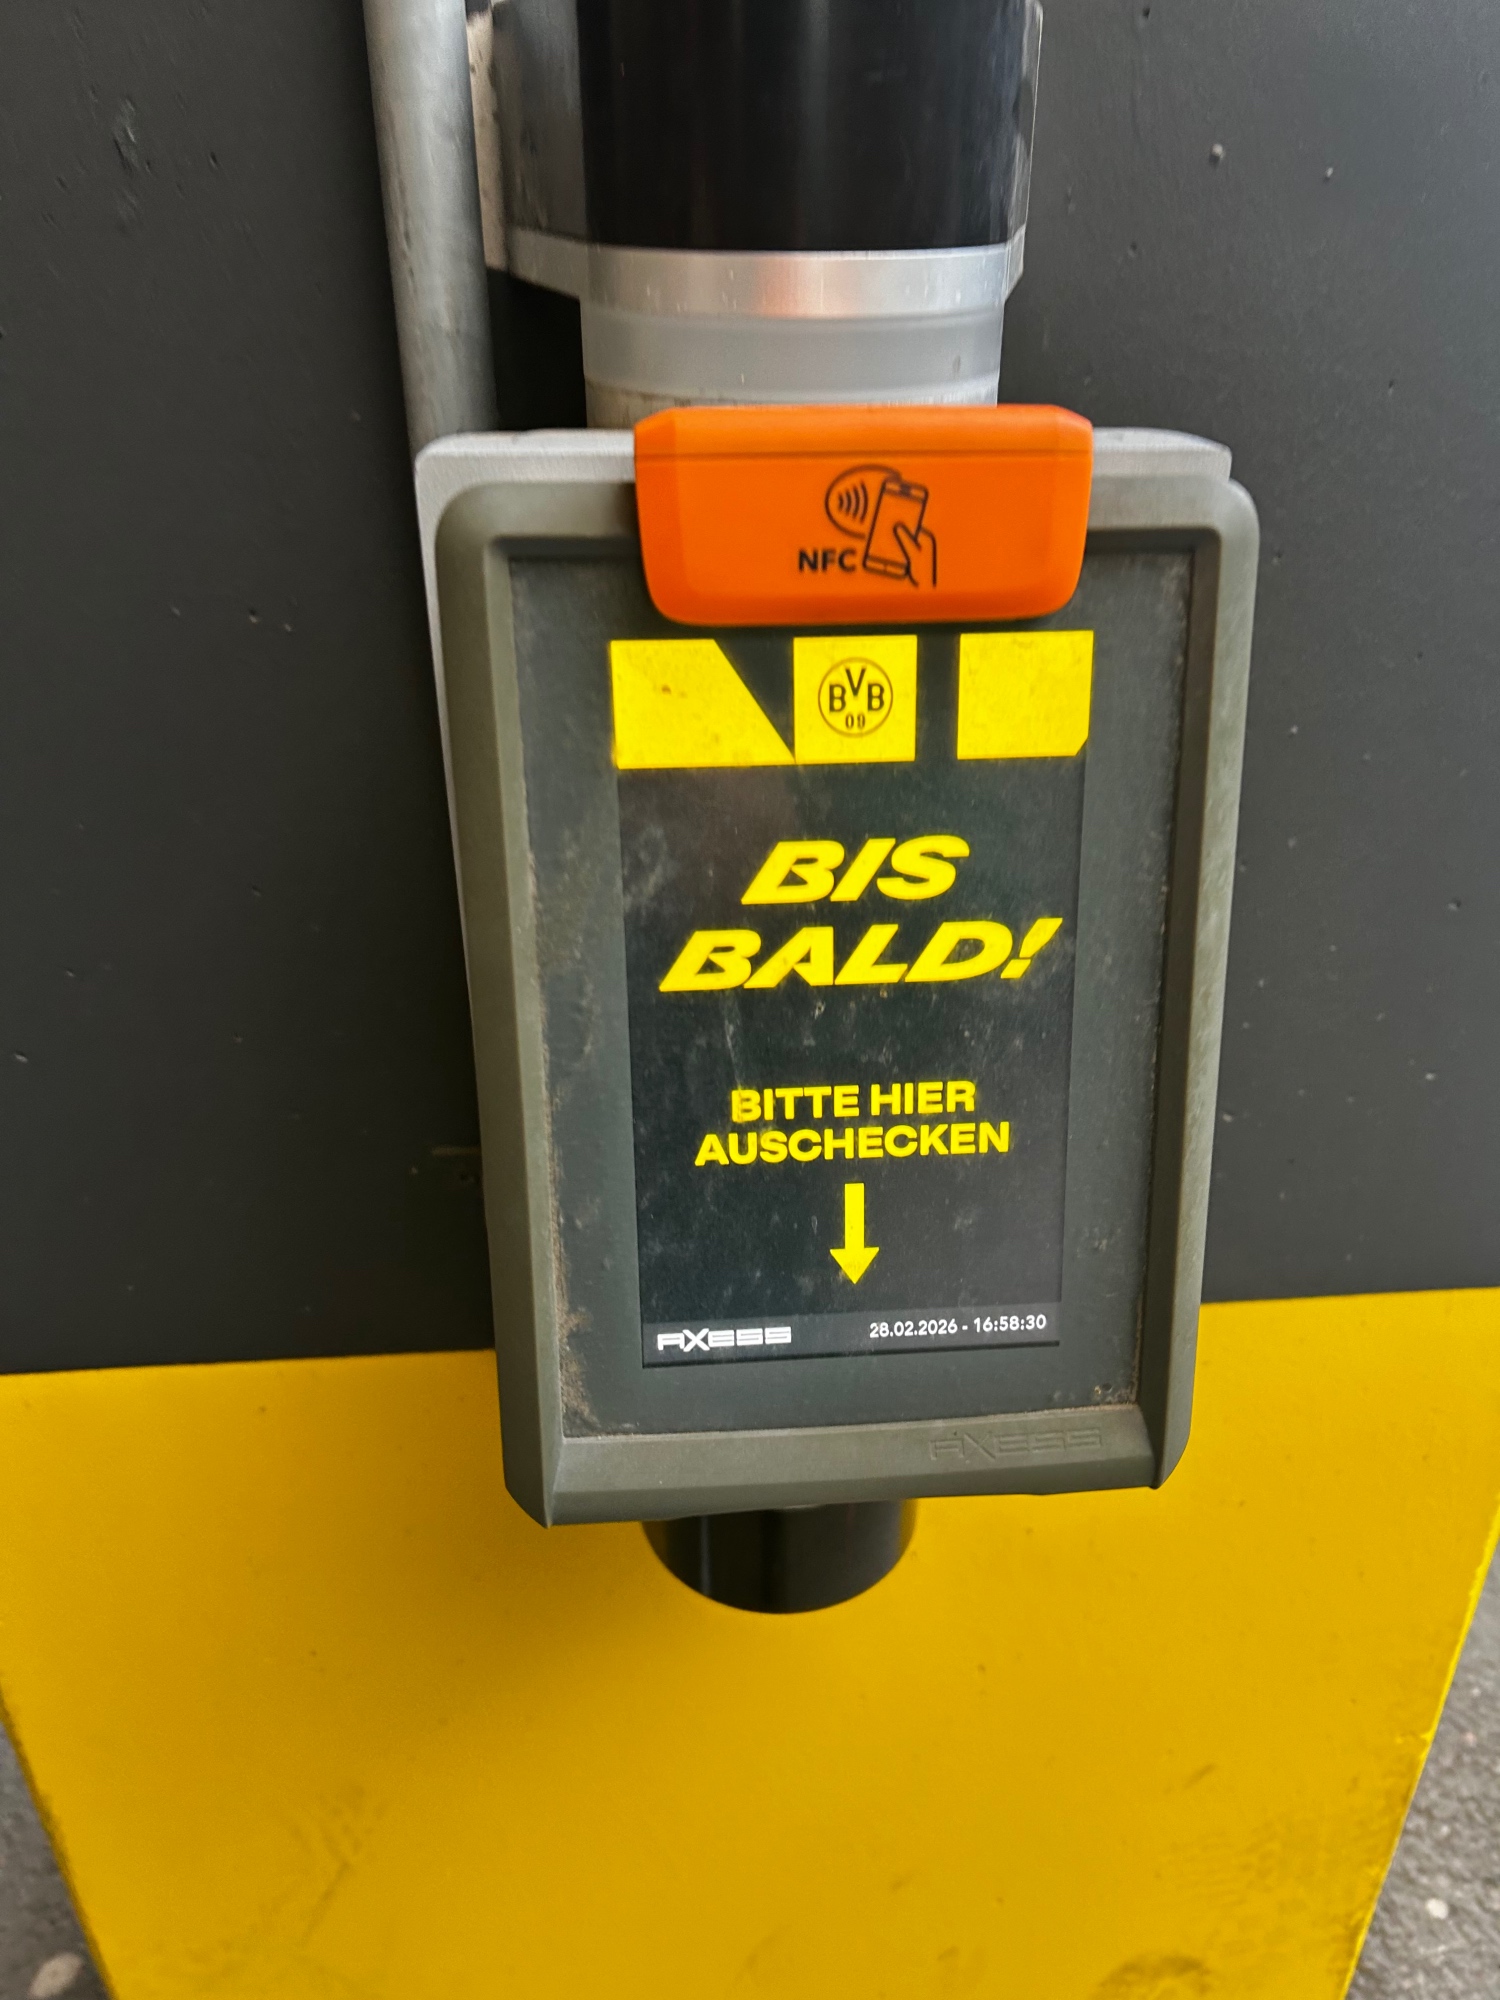 NFC
BVB
09
BIS
BALD!
BITTE HIER
AUSCHECKEN
AXESS
28.02.2026 - 16:58:30
AXESS